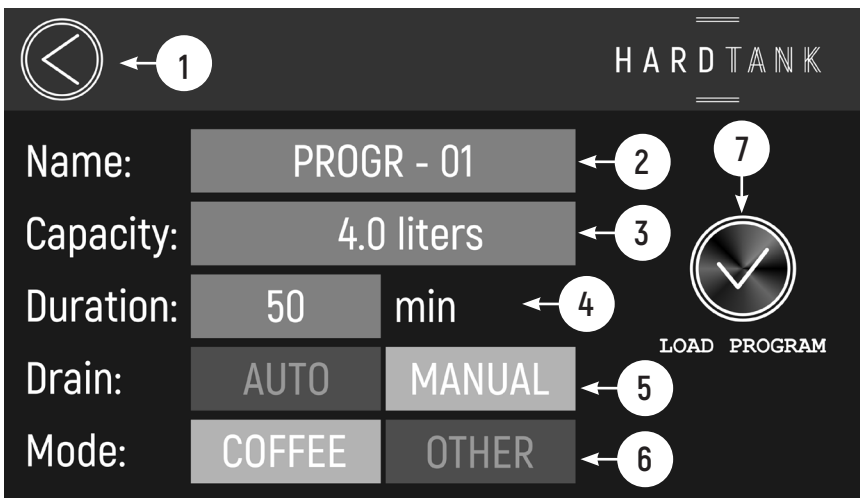 1
HARDTANK
Name: PROGR - 01 2
7
Capacity: 4.0 liters 3
Duration: 50 min 4
LOAD PROGRAM
Drain: AUTO MANUAL 5
Mode: COFFEE OTHER 6